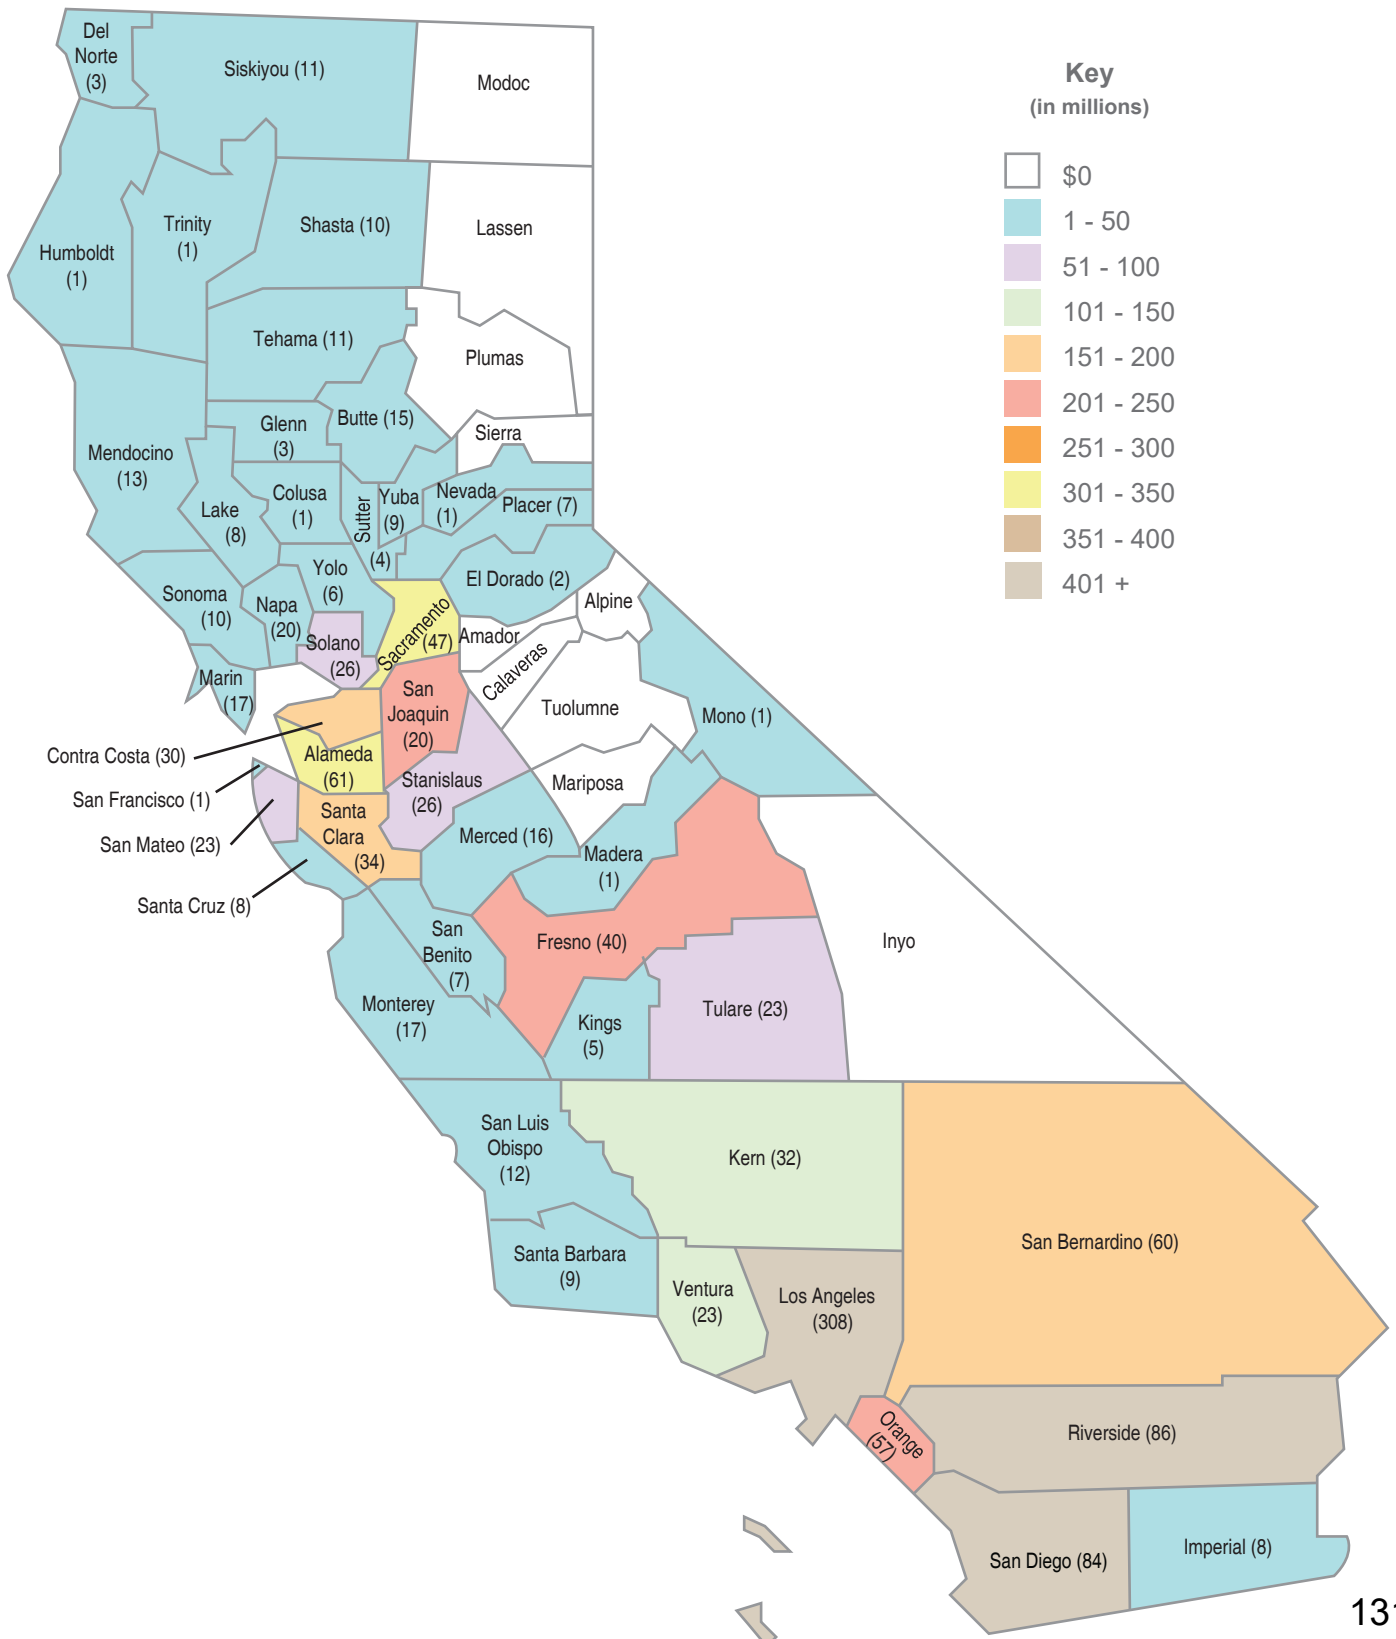 Del
Norte
(3)
Siskiyou (11)
Modoc
Key
(in millions)
$0
1 - 50
51 - 100
101 - 150
151 - 200
201 - 250
251 - 300
301 - 350
351 - 400
401 +
Humboldt
(1)
Trinity
(1)
Shasta (10)
Lassen
Tehama (11)
Plumas
Mendocino
(13)
Glenn
(3)
Butte (15)
Sierra
Lake
(8)
Colusa
(1)
Sutter
(4)
Yuba
(9)
Nevada
(1)
Placer (7)
Sonoma
(10)
Napa
(20)
Yolo
(6)
El Dorado (2)
Solano
(26)
Sacramento
(47)
Amador
Alpine
Marin
(17)
Calaveras
San
Joaquin
(20)
Tuolumne
Mono (1)
Contra Costa (30)
Alameda
(61)
Stanislaus
(26)
Mariposa
San Francisco (1)
San Mateo (23)
Santa
Clara
(34)
Merced (16)
Madera
(1)
Santa Cruz (8)
San
Benito
(7)
Fresno (40)
Inyo
Monterey
(17)
Kings
(5)
Tulare (23)
San Luis
Obispo
(12)
Kern (32)
Santa Barbara
(9)
Ventura
(23)
Los Angeles
(308)
San Bernardino (60)
Orange
(57)
Riverside (86)
San Diego (84)
Imperial (8)
131